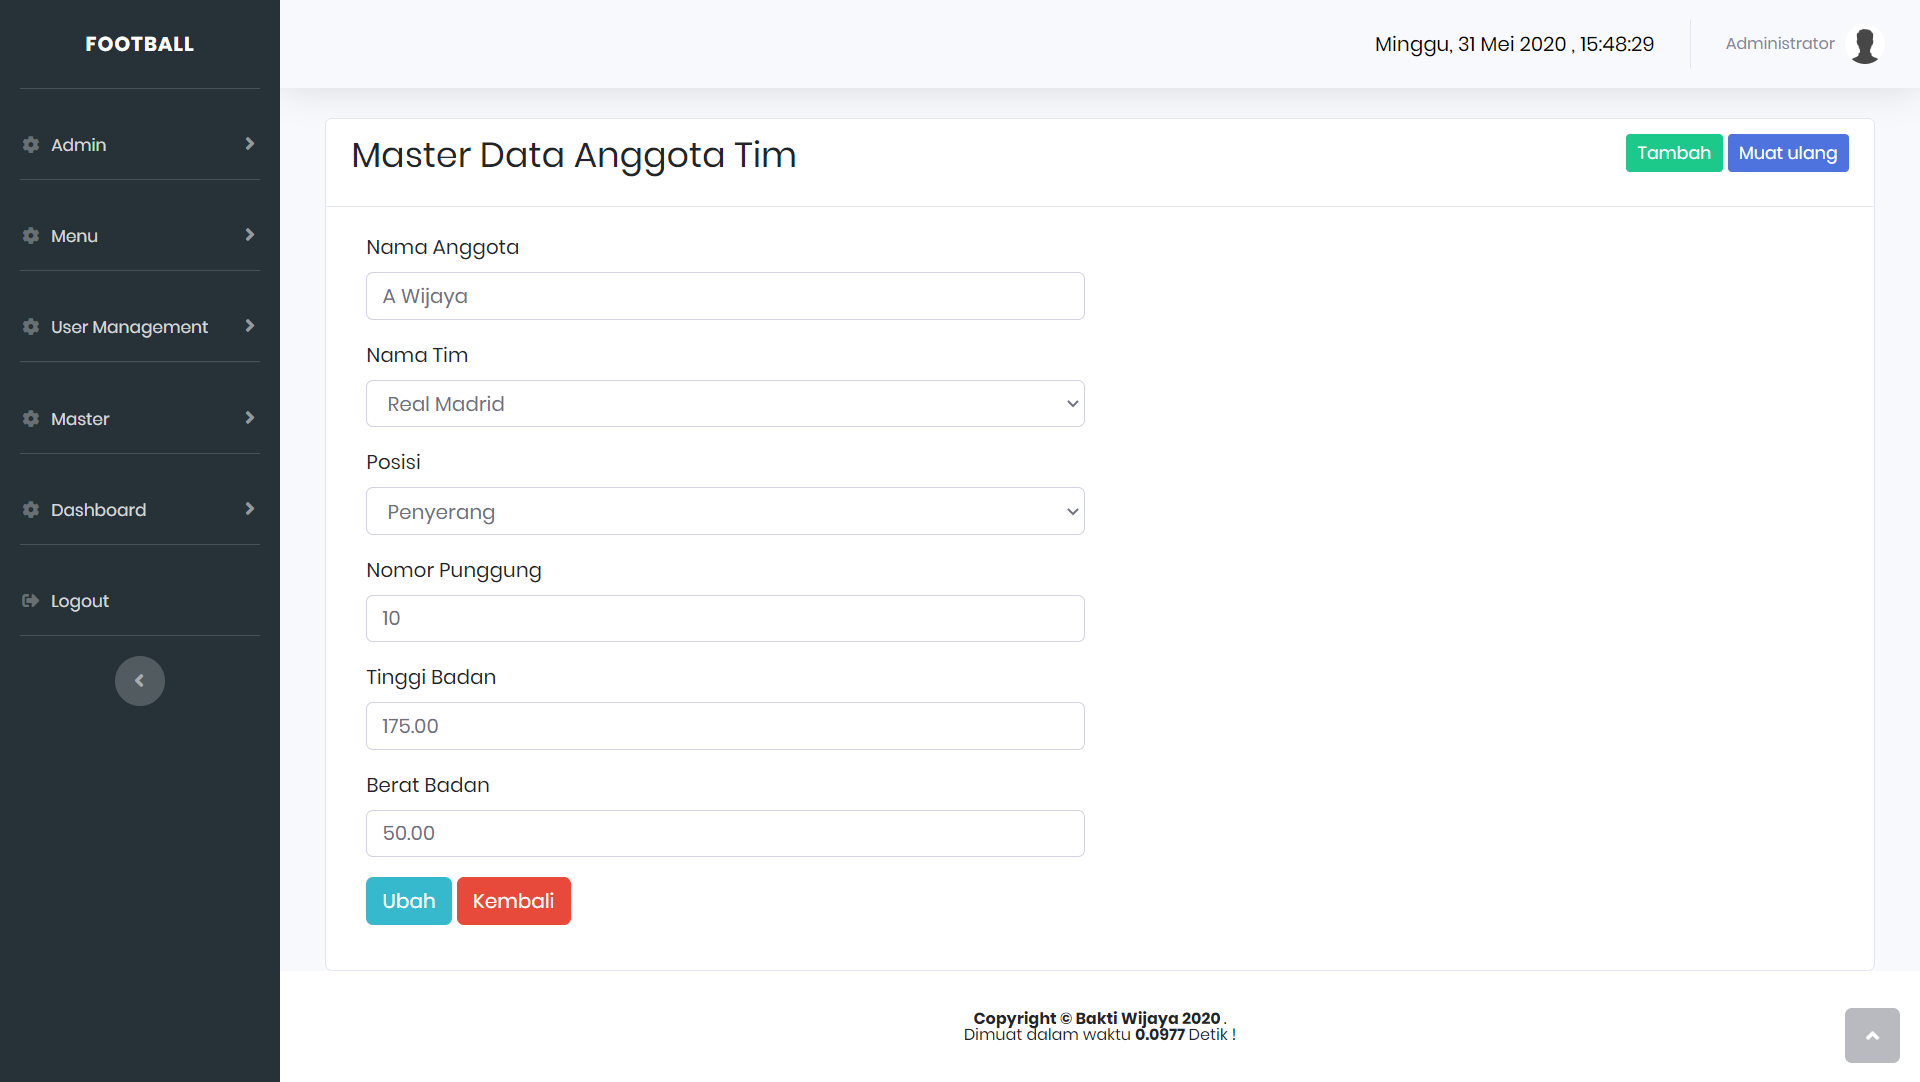 FOOTBALL
Minggu, 31 Mei 2020 , 15:48:29
Administrator
Admin
Menu
User Management
Master
Dashboard
Logout
Master Data Anggota Tim
Tambah
Muat ulang
Nama Anggota
A Wijaya
Nama Tim
Real Madrid
Posisi
Penyerang
Nomor Punggung
10
Tinggi Badan
175.00
Berat Badan
50.00
Ubah
Kembali
Copyright © Bakti Wijaya 2020 .
Dimuat dalam waktu 0.0977 Detik !